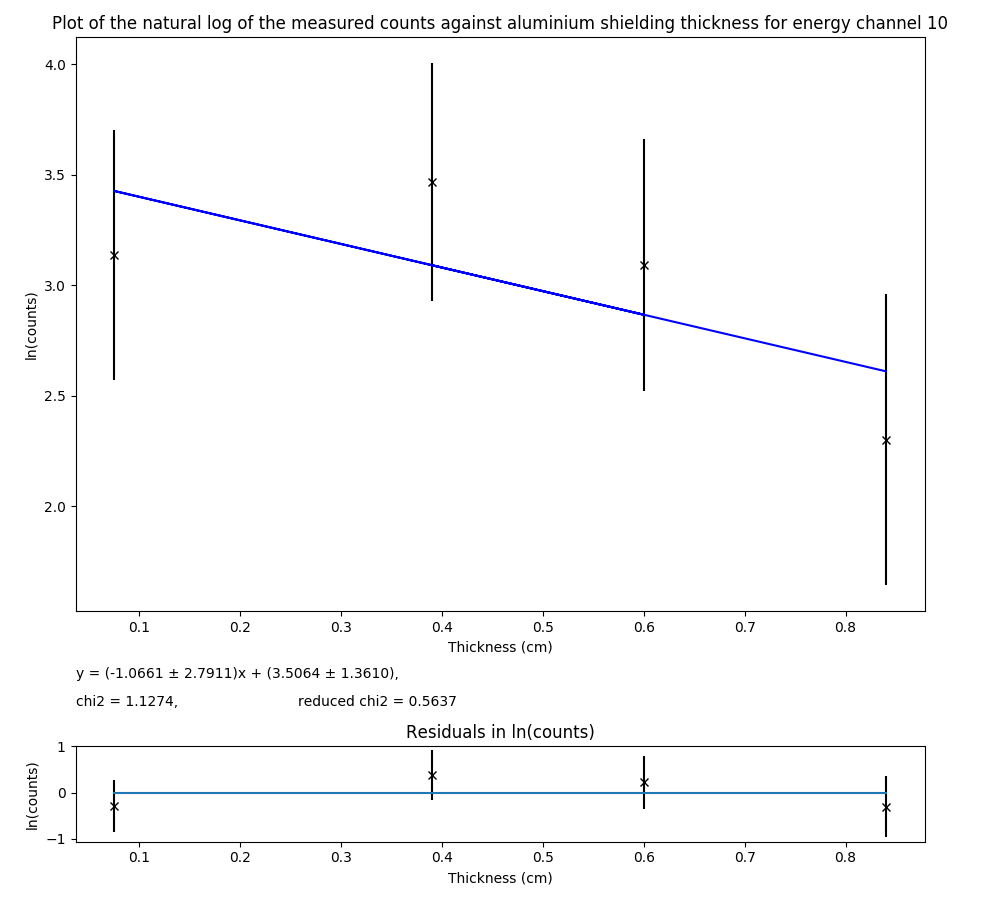 Plot of the natural log of the measured counts against aluminium shielding thickness for energy channel 10
4.0
3.5
3.0
2.5
2.0
ln(counts)
0.1 0.2 0.3 0.4 0.5 0.6 0.7 0.8
Thickness (cm)
y = (-1.0661 ± 2.7911)x + (3.5064 ± 1.3610),
chi2 = 1.1274, reduced chi2 = 0.5637
Residuals in ln(counts)
1
0
−1
ln(counts)
0.1 0.2 0.3 0.4 0.5 0.6 0.7 0.8
Thickness (cm)